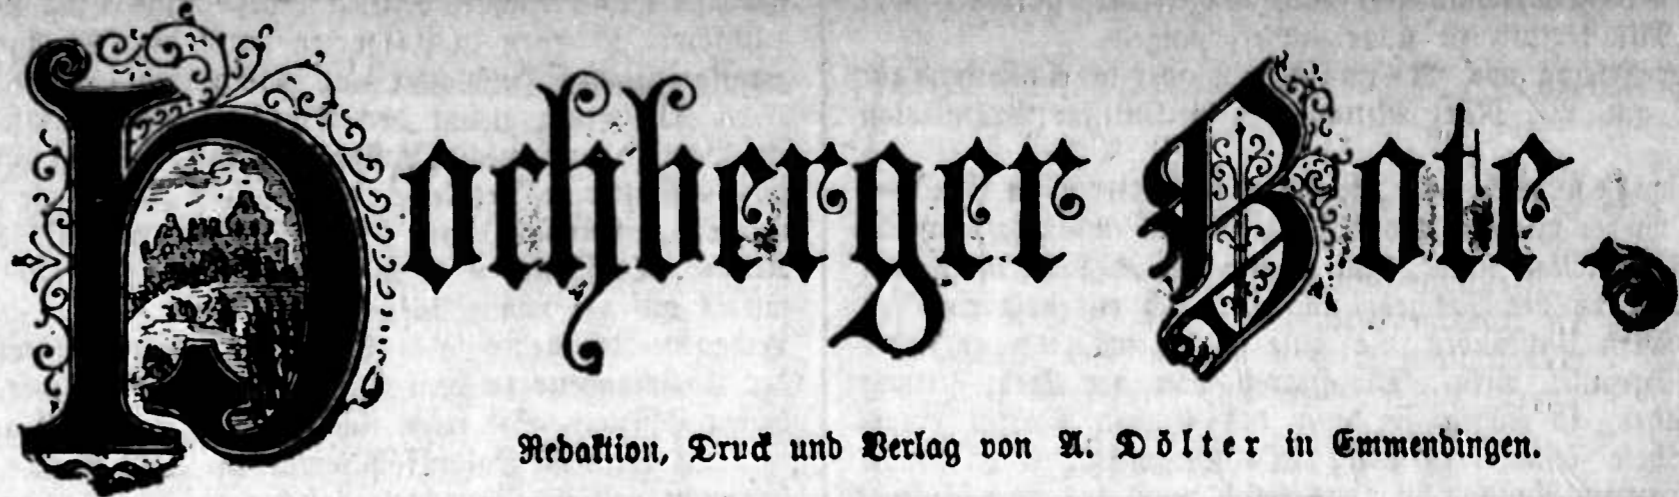 Hochberger Bote.
Redaktion, Druck und Verlag von A. Dölter in Emmendingen.